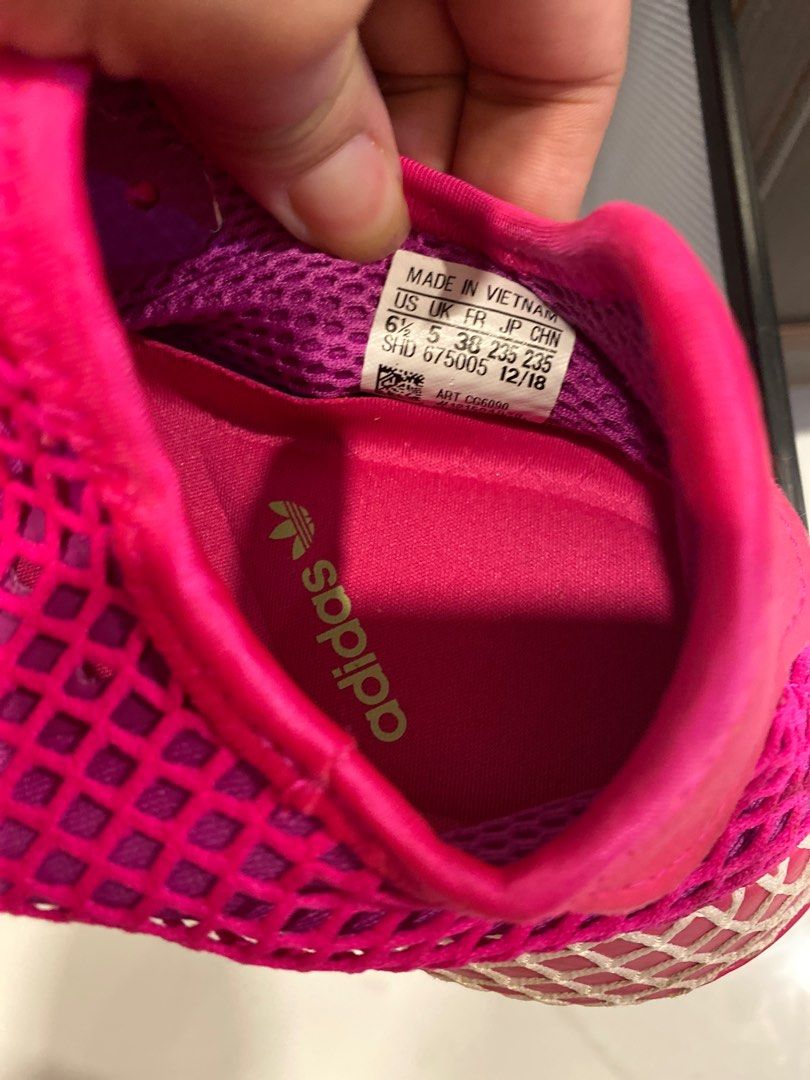 MADE IN VIETNAM
US UK FR JP CHN
6½ 5 38 235 235
SHD 675005 12/18
ART CG6090
adidas